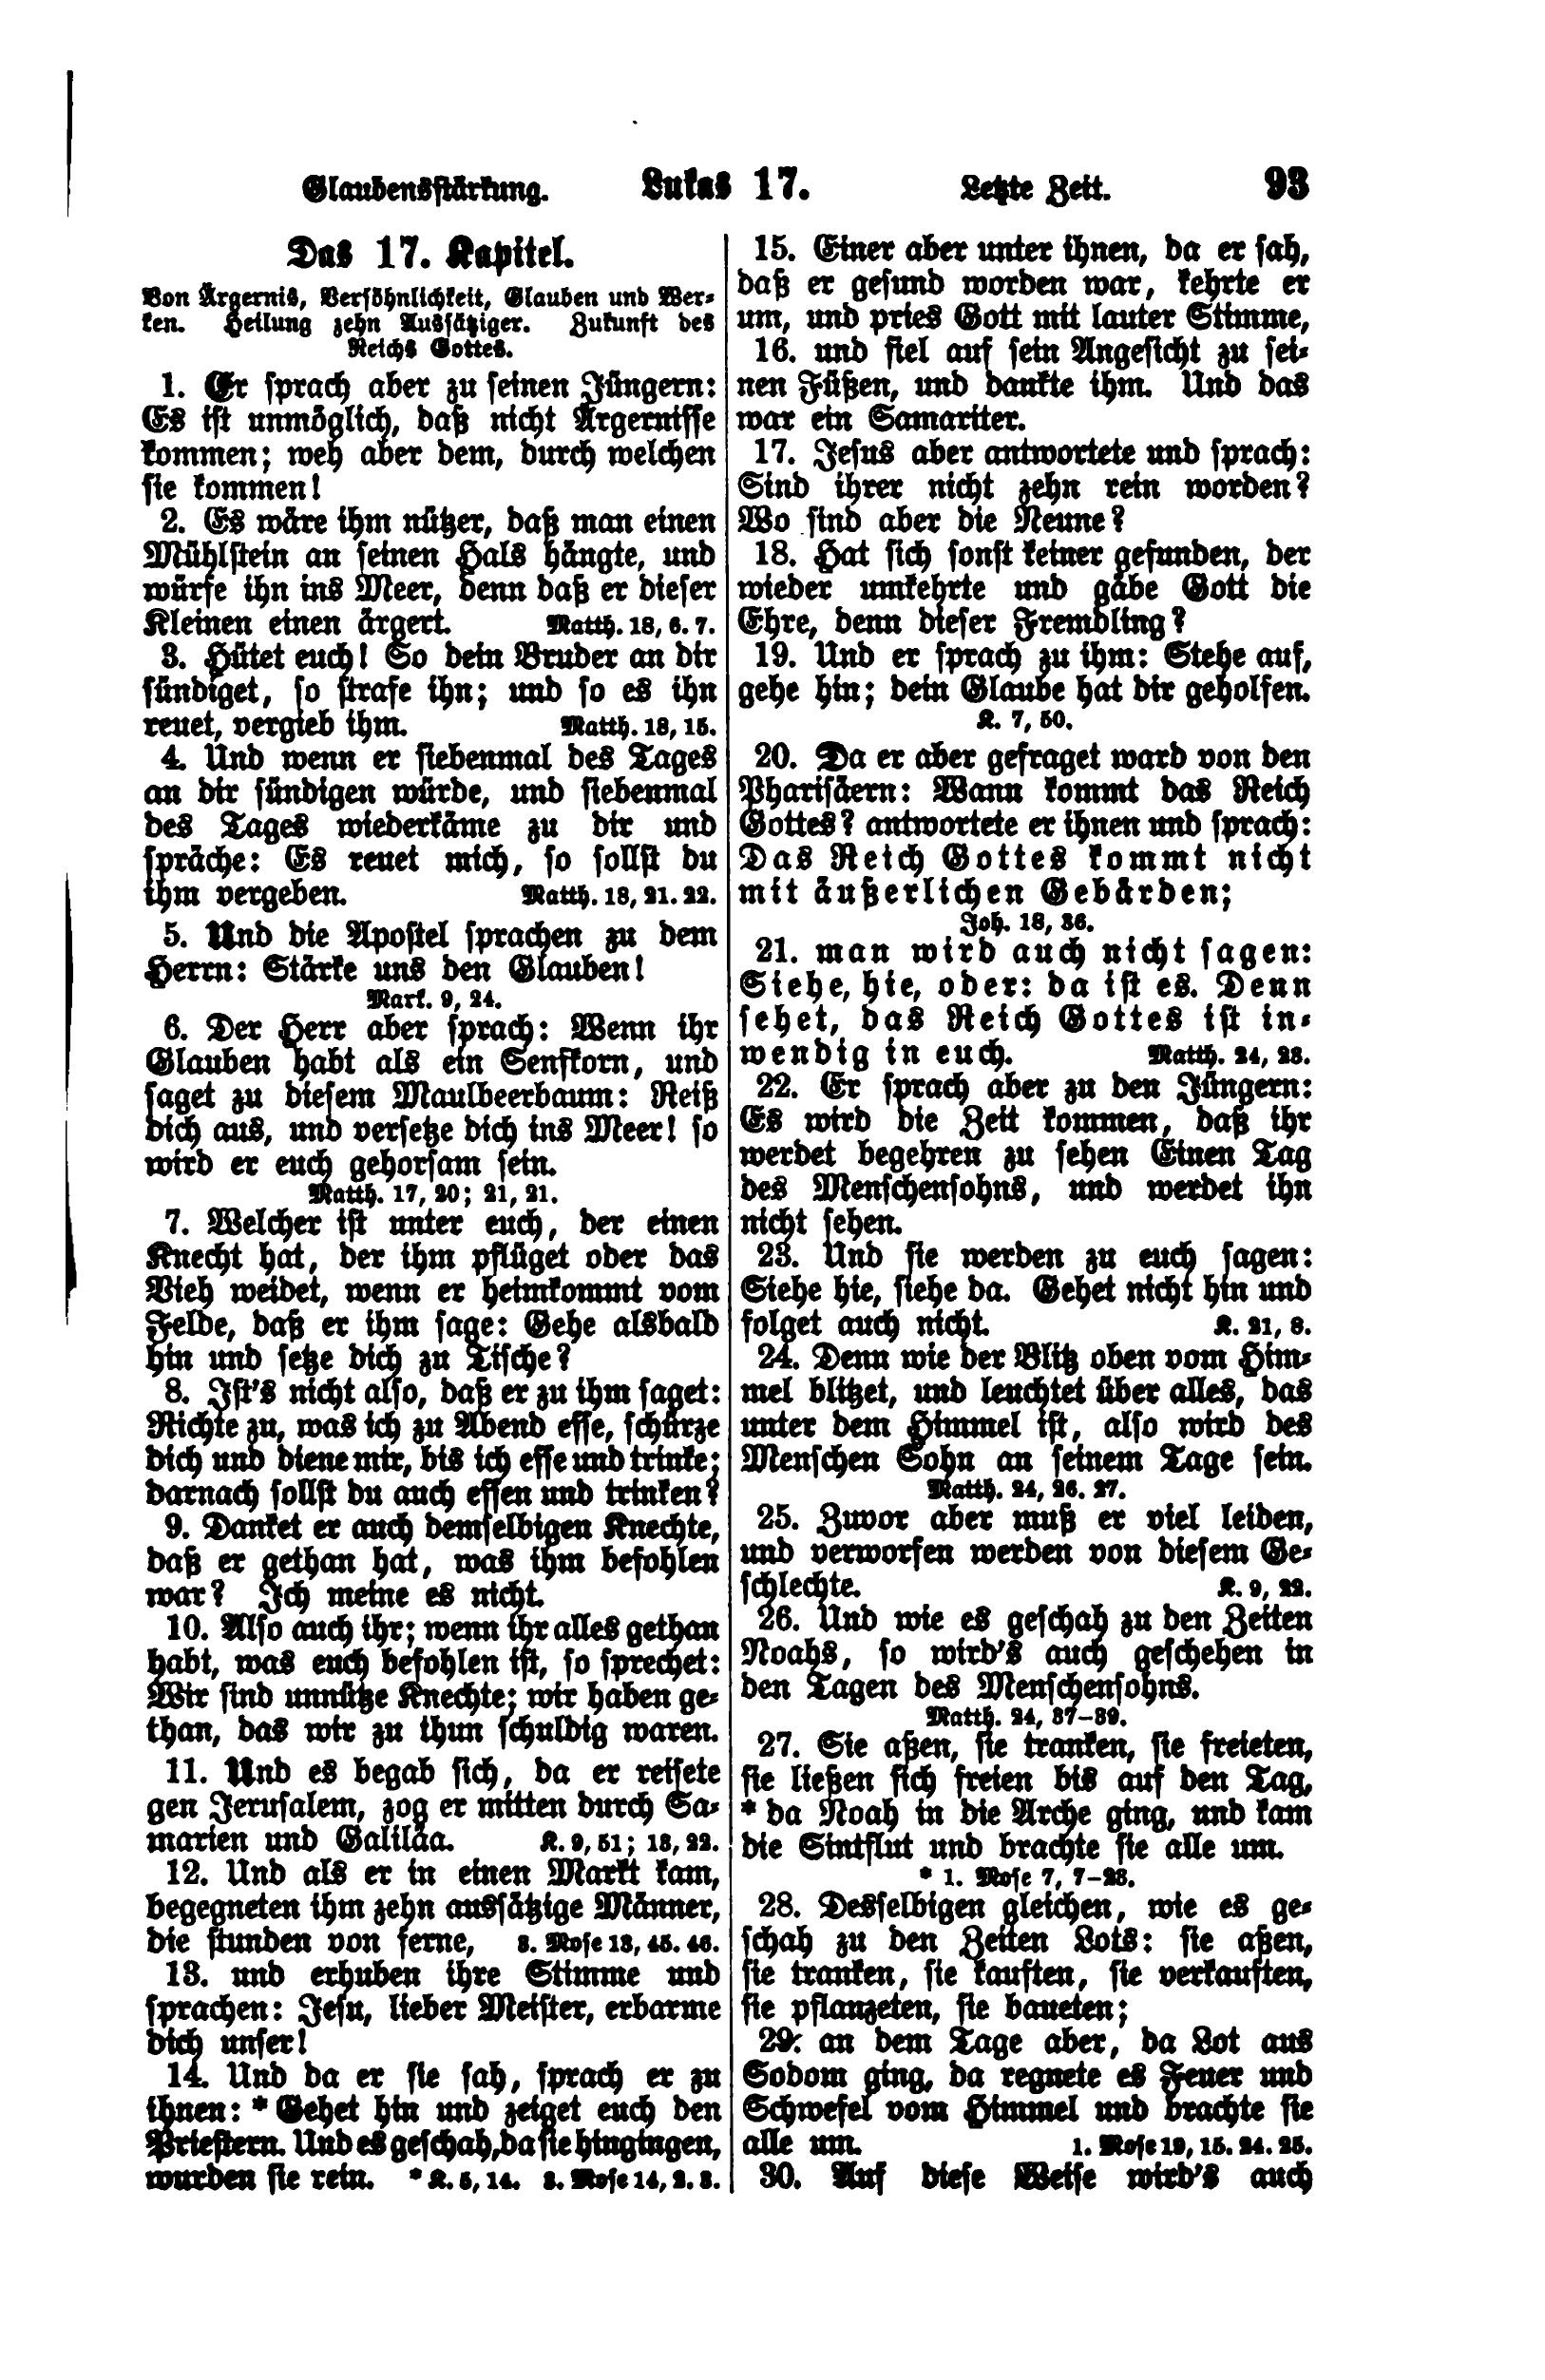 Glaubensstärkung. Lukas 17. Letzte Zeit. 93
Das 17. Kapitel.
Von Ärgernis, Versöhnlichkeit, Glauben und Wer-
ken. Heilung zehn Aussätziger. Zukunft des
Reichs Gottes.
1. Er sprach aber zu seinen Jüngern:
Es ist unmöglich, daß nicht Ärgernisse
kommen; weh aber dem, durch welchen
sie kommen!
2. Es wäre ihm nützer, daß man einen
Mühlstein an seinen Hals hängte, und
würfe ihn ins Meer, denn daß er dieser
Kleinen einen ärgert. Matth. 18, 6. 7.
3. Hütet euch! So dein Bruder an dir
sündiget, so strafe ihn; und so es ihn
reuet, vergieb ihm. Matth. 18, 15.
4. Und wenn er siebenmal des Tages
an dir sündigen würde, und siebenmal
des Tages wiederkäme zu dir und
spräche: Es reuet mich, so sollst du
ihm vergeben. Matth. 18, 21. 22.
5. Und die Apostel sprachen zu dem
Herrn: Stärke uns den Glauben!
Mark. 9, 24.
6. Der Herr aber sprach: Wenn ihr
Glauben habt als ein Senfkorn, und
saget zu diesem Maulbeerbaum: Reiß
dich aus, und versetze dich ins Meer! so
wird er euch gehorsam sein.
Matth. 17, 20; 21, 21.
7. Welcher ist unter euch, der einen
Knecht hat, der ihm pflüget oder das
Vieh weidet, wenn er heimkommt vom
Felde, daß er ihm sage: Gehe alsbald
hin und setze dich zu Tische?
8. Ist's nicht also, daß er zu ihm saget:
Richte zu, was ich zu Abend esse, schürze
dich und diene mir, bis ich esse und trinke;
darnach sollst du auch essen und trinken?
9. Danket er auch demselbigen Knechte,
daß er gethan hat, was ihm befohlen
war? Ich meine es nicht.
10. Also auch ihr; wenn ihr alles gethan
habt, was euch befohlen ist, so sprechet:
Wir sind unnütze Knechte; wir haben ge-
than, das wir zu thun schuldig waren.
11. Und es begab sich, da er reisete
gen Jerusalem, zog er mitten durch Sa-
marien und Galiläa. K. 9, 51; 13, 22.
12. Und als er in einen Markt kam,
begegneten ihm zehn aussätzige Männer,
die stunden von ferne, 3. Mose 13, 45. 46.
13. und erhuben ihre Stimme und
sprachen: Jesu, lieber Meister, erbarme
dich unser!
14. Und da er sie sah, sprach er zu
ihnen: * Gehet hin und zeiget euch den
Priestern. Und es geschah, da sie hingingen,
wurden sie rein. * K. 5, 14. 3. Mose 14, 2. 3.
15. Einer aber unter ihnen, da er sah,
daß er gesund worden war, kehrte er
um, und pries Gott mit lauter Stimme,
16. und fiel auf sein Angesicht zu sei-
nen Füßen, und dankte ihm. Und das
war ein Samariter.
17. Jesus aber antwortete und sprach:
Sind ihrer nicht zehn rein worden?
Wo sind aber die Neune?
18. Hat sich sonst keiner gefunden, der
wieder umkehrte und gäbe Gott die
Ehre, denn dieser Fremdling?
19. Und er sprach zu ihm: Stehe auf,
gehe hin; dein Glaube hat dir geholfen.
K. 7, 50.
20. Da er aber gefraget ward von den
Pharisäern: Wann kommt das Reich
Gottes? antwortete er ihnen und sprach:
Das Reich Gottes kommt nicht
mit äußerlichen Gebärden;
Joh. 18, 36.
21. man wird auch nicht sagen:
Siehe, hie, oder: da ist es. Denn
sehet, das Reich Gottes ist in-
wendig in euch. Matth. 24, 23.
22. Er sprach aber zu den Jüngern:
Es wird die Zeit kommen, daß ihr
werdet begehren zu sehen Einen Tag
des Menschensohns, und werdet ihn
nicht sehen.
23. Und sie werden zu euch sagen:
Siehe hie, siehe da. Gehet nicht hin und
folget auch nicht. K. 21, 8.
24. Denn wie der Blitz oben vom Him-
mel blitzet, und leuchtet über alles, das
unter dem Himmel ist, also wird des
Menschen Sohn an seinem Tage sein.
Matth. 24, 26. 27.
25. Zuvor aber muß er viel leiden,
und verworfen werden von diesem Ge-
schlechte. K. 9, 22.
26. Und wie es geschah zu den Zeiten
Noahs, so wird's auch geschehen in
den Tagen des Menschensohns.
Matth. 24, 37–39.
27. Sie aßen, sie tranken, sie freieten,
sie ließen sich freien bis auf den Tag,
* da Noah in die Arche ging, und kam
die Sintflut und brachte sie alle um.
* 1. Mose 7, 7–23.
28. Desselbigen gleichen, wie es ge-
schah zu den Zeiten Lots: sie aßen,
sie tranken, sie kauften, sie verkauften,
sie pflanzeten, sie baueten;
29. an dem Tage aber, da Lot aus
Sodom ging, da regnete es Feuer und
Schwefel vom Himmel und brachte sie
alle um. 1. Mose 19, 15. 24. 25.
30. Auf diese Weise wird's auch